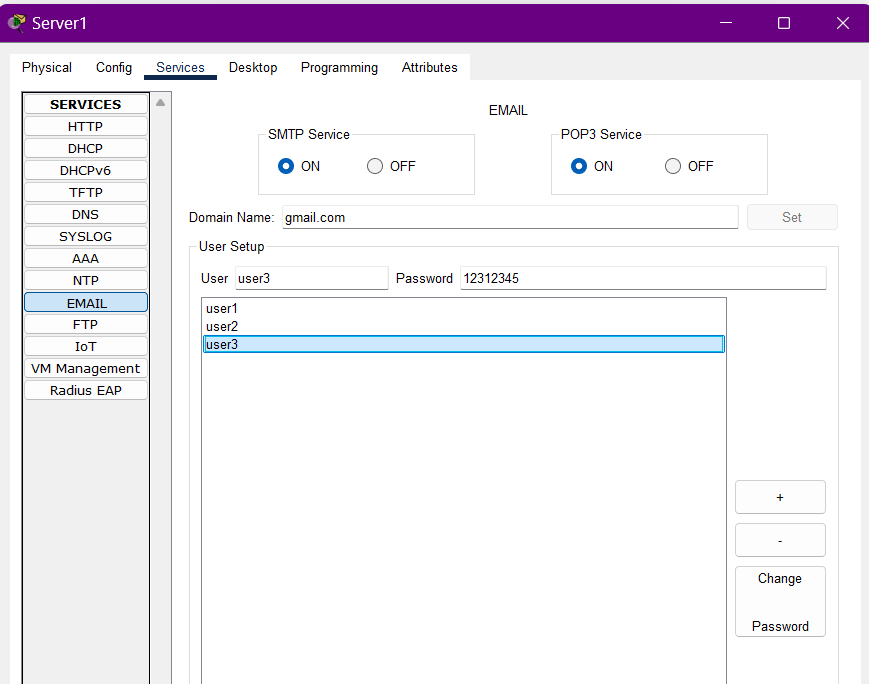 Server1
Physical Config Services Desktop Programming Attributes
SERVICES
HTTP
DHCP
DHCPv6
TFTP
DNS
SYSLOG
AAA
NTP
EMAIL
FTP
IoT
VM Management
Radius EAP
EMAIL
SMTP Service
ON OFF
POP3 Service
ON OFF
Domain Name: gmail.com Set
User Setup
User user3 Password 12312345
user1
user2
user3
+
-
Change
Password